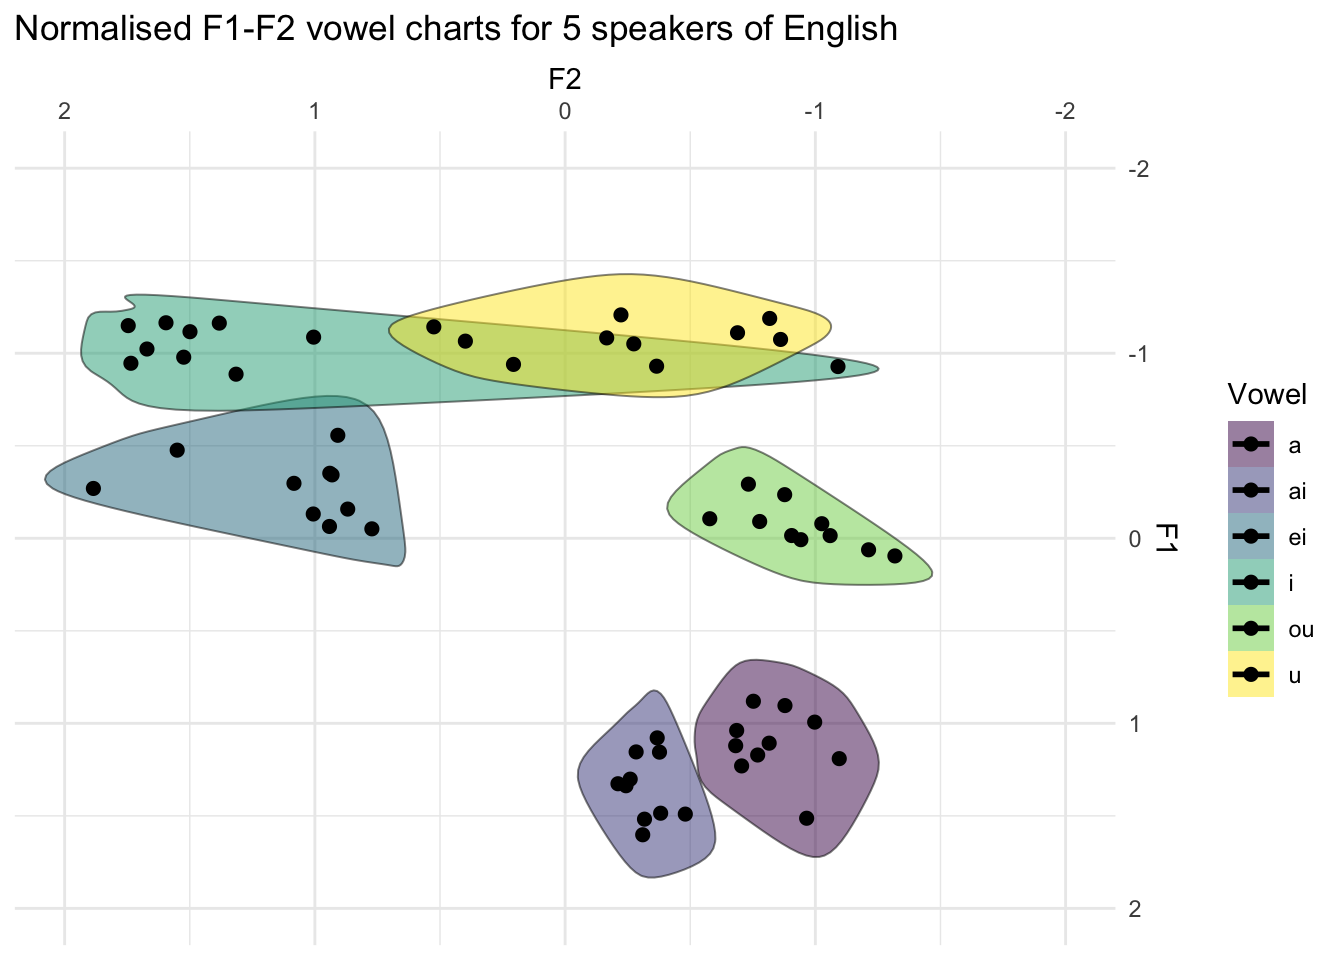 Normalised F1-F2 vowel charts for 5 speakers of English
F2
2 1 0 -1 -2
-2
-1
0
1
2
F1
Vowel
a
ai
ei
i
ou
u